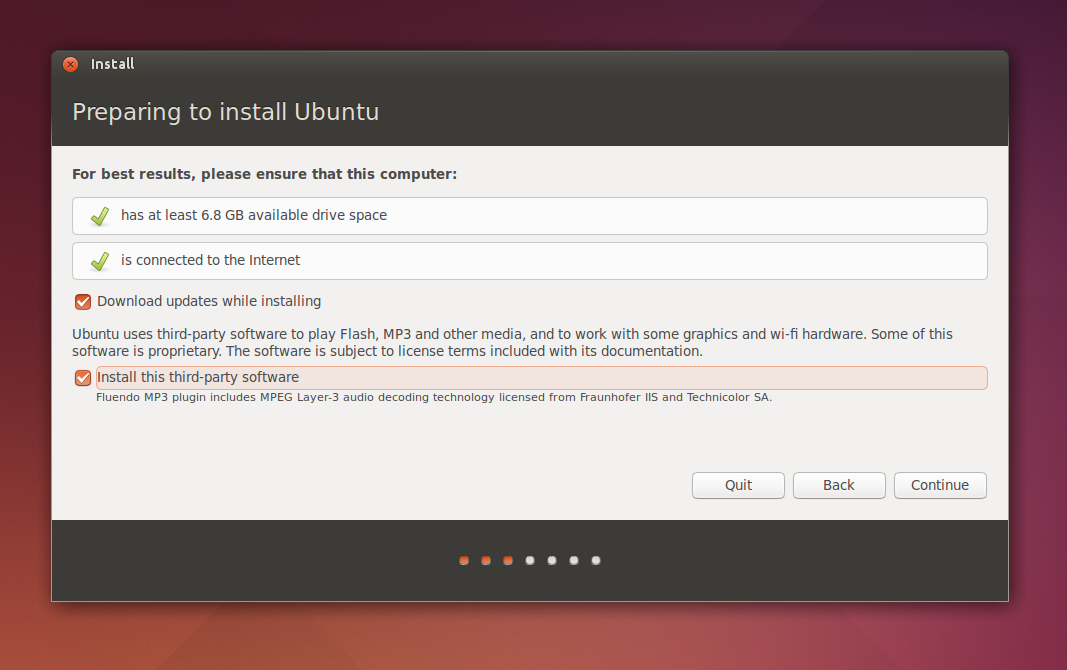 Install
Preparing to install Ubuntu
For best results, please ensure that this computer:
has at least 6.8 GB available drive space
is connected to the Internet
Download updates while installing
Ubuntu uses third-party software to play Flash, MP3 and other media, and to work with some graphics and wi-fi hardware. Some of this
software is proprietary. The software is subject to license terms included with its documentation.
Install this third-party software
Fluendo MP3 plugin includes MPEG Layer-3 audio decoding technology licensed from Fraunhofer IIS and Technicolor SA.
Quit Back Continue